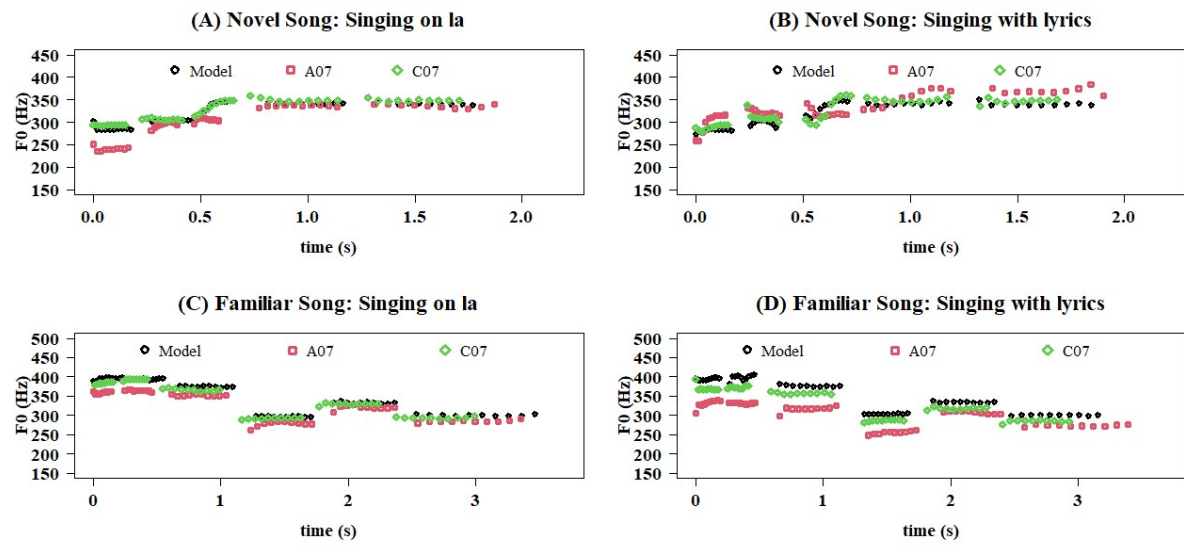 (A) Novel Song: Singing on la
(B) Novel Song: Singing with lyrics
F0 (Hz)
450
400
350
300
250
200
150
Model
A07
C07
0.0
0.5
1.0
1.5
2.0
time (s)
F0 (Hz)
450
400
350
300
250
200
150
Model
A07
C07
0.0
0.5
1.0
1.5
2.0
time (s)
(C) Familiar Song: Singing on la
(D) Familiar Song: Singing with lyrics
F0 (Hz)
500
450
400
350
300
250
200
150
Model
A07
C07
0
1
2
3
time (s)
F0 (Hz)
500
450
400
350
300
250
200
150
Model
A07
C07
0
1
2
3
time (s)